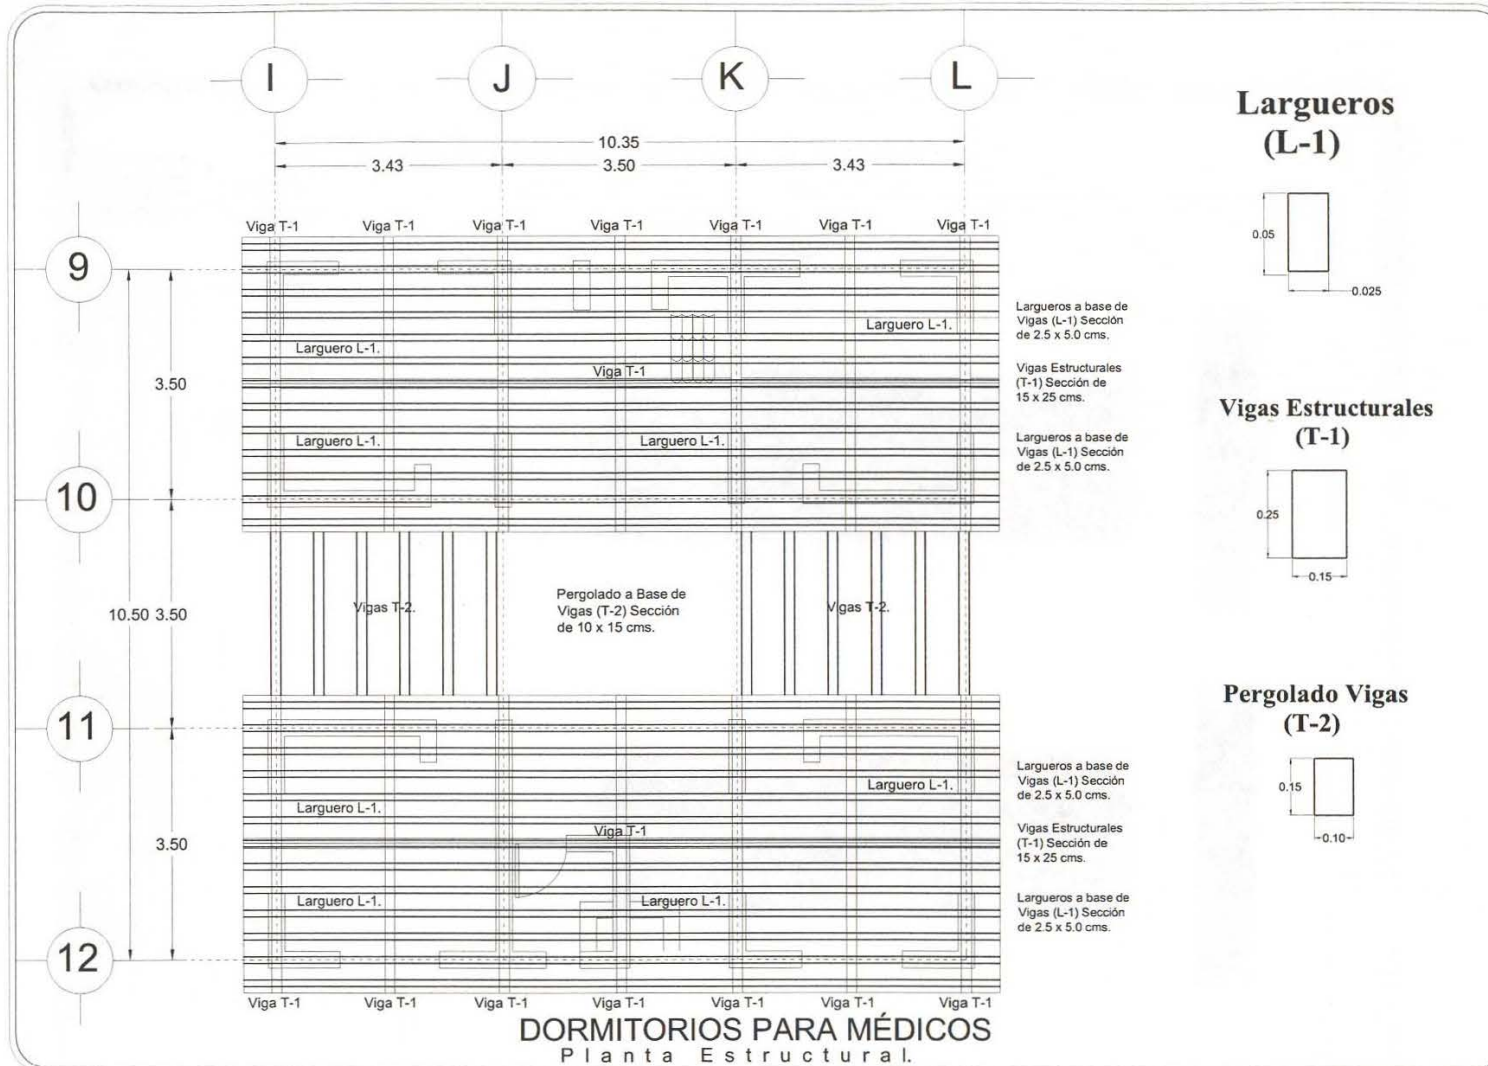 I J K L
10.35
3.43 3.50 3.43
Viga T-1 Viga T-1 Viga T-1 Viga T-1 Viga T-1 Viga T-1 Viga T-1
9
10
11
12
3.50
10.50 3.50
3.50
Larguero L-1.
Larguero L-1.
Viga T-1
Larguero L-1.
Larguero L-1.
Largueros a base de
Vigas (L-1) Sección
de 2.5 x 5.0 cms.
Vigas Estructurales
(T-1) Sección de
15 x 25 cms.
Largueros a base de
Vigas (L-1) Sección
de 2.5 x 5.0 cms.
Vigas T-2.
Pergolado a Base de
Vigas (T-2) Sección
de 10 x 15 cms.
Vigas T-2.
Larguero L-1.
Larguero L-1.
Viga T-1
Larguero L-1.
Larguero L-1.
Largueros a base de
Vigas (L-1) Sección
de 2.5 x 5.0 cms.
Vigas Estructurales
(T-1) Sección de
15 x 25 cms.
Largueros a base de
Vigas (L-1) Sección
de 2.5 x 5.0 cms.
Viga T-1 Viga T-1 Viga T-1 Viga T-1 Viga T-1 Viga T-1 Viga T-1
DORMITORIOS PARA MÉDICOS
Planta Estructural.
Largueros
(L-1)
0.05
0.025
Vigas Estructurales
(T-1)
0.25
0.15
Pergolado Vigas
(T-2)
0.15
0.10